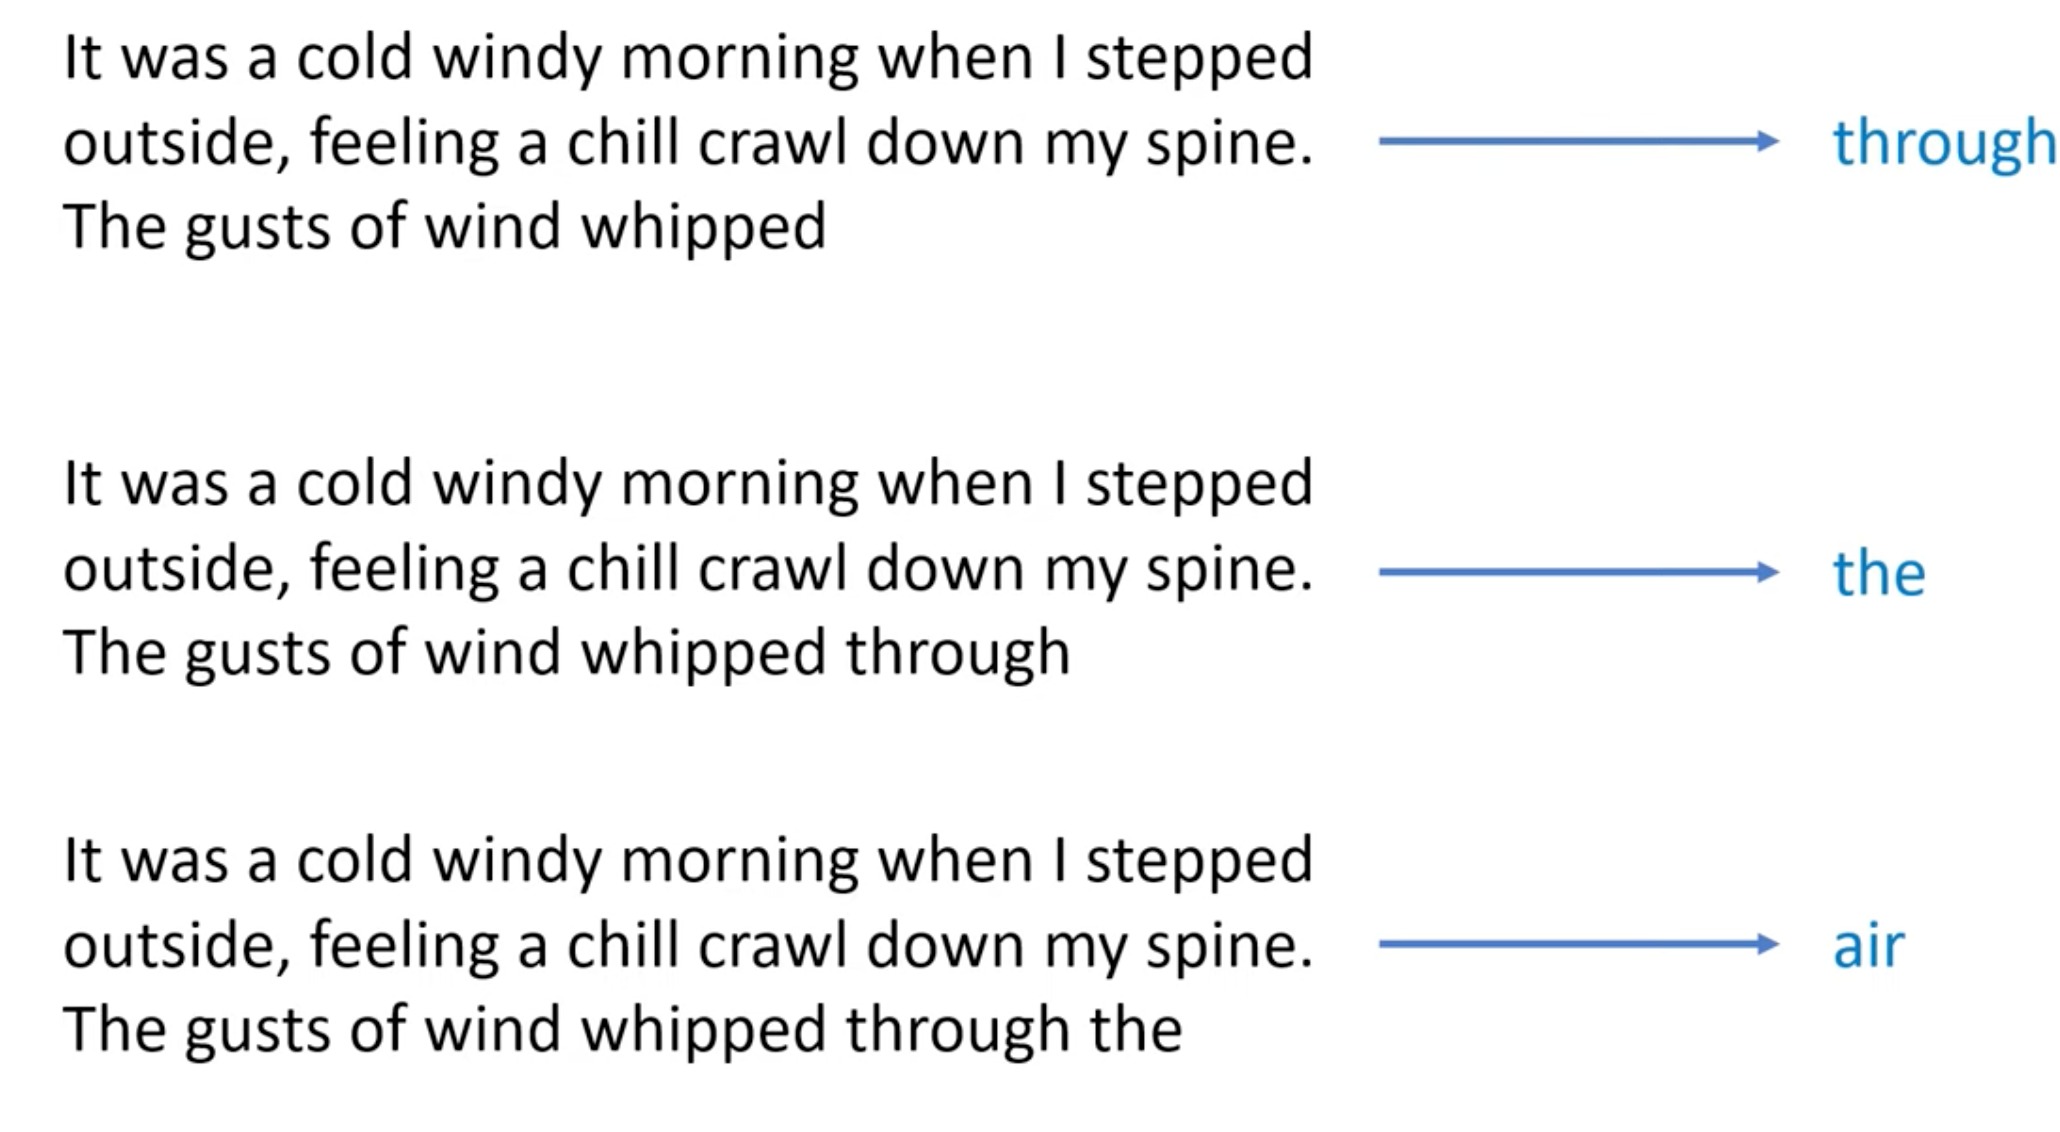 It was a cold windy morning when I stepped
outside, feeling a chill crawl down my spine.
The gusts of wind whipped
through
It was a cold windy morning when I stepped
outside, feeling a chill crawl down my spine.
The gusts of wind whipped through
the
It was a cold windy morning when I stepped
outside, feeling a chill crawl down my spine.
The gusts of wind whipped through the
air